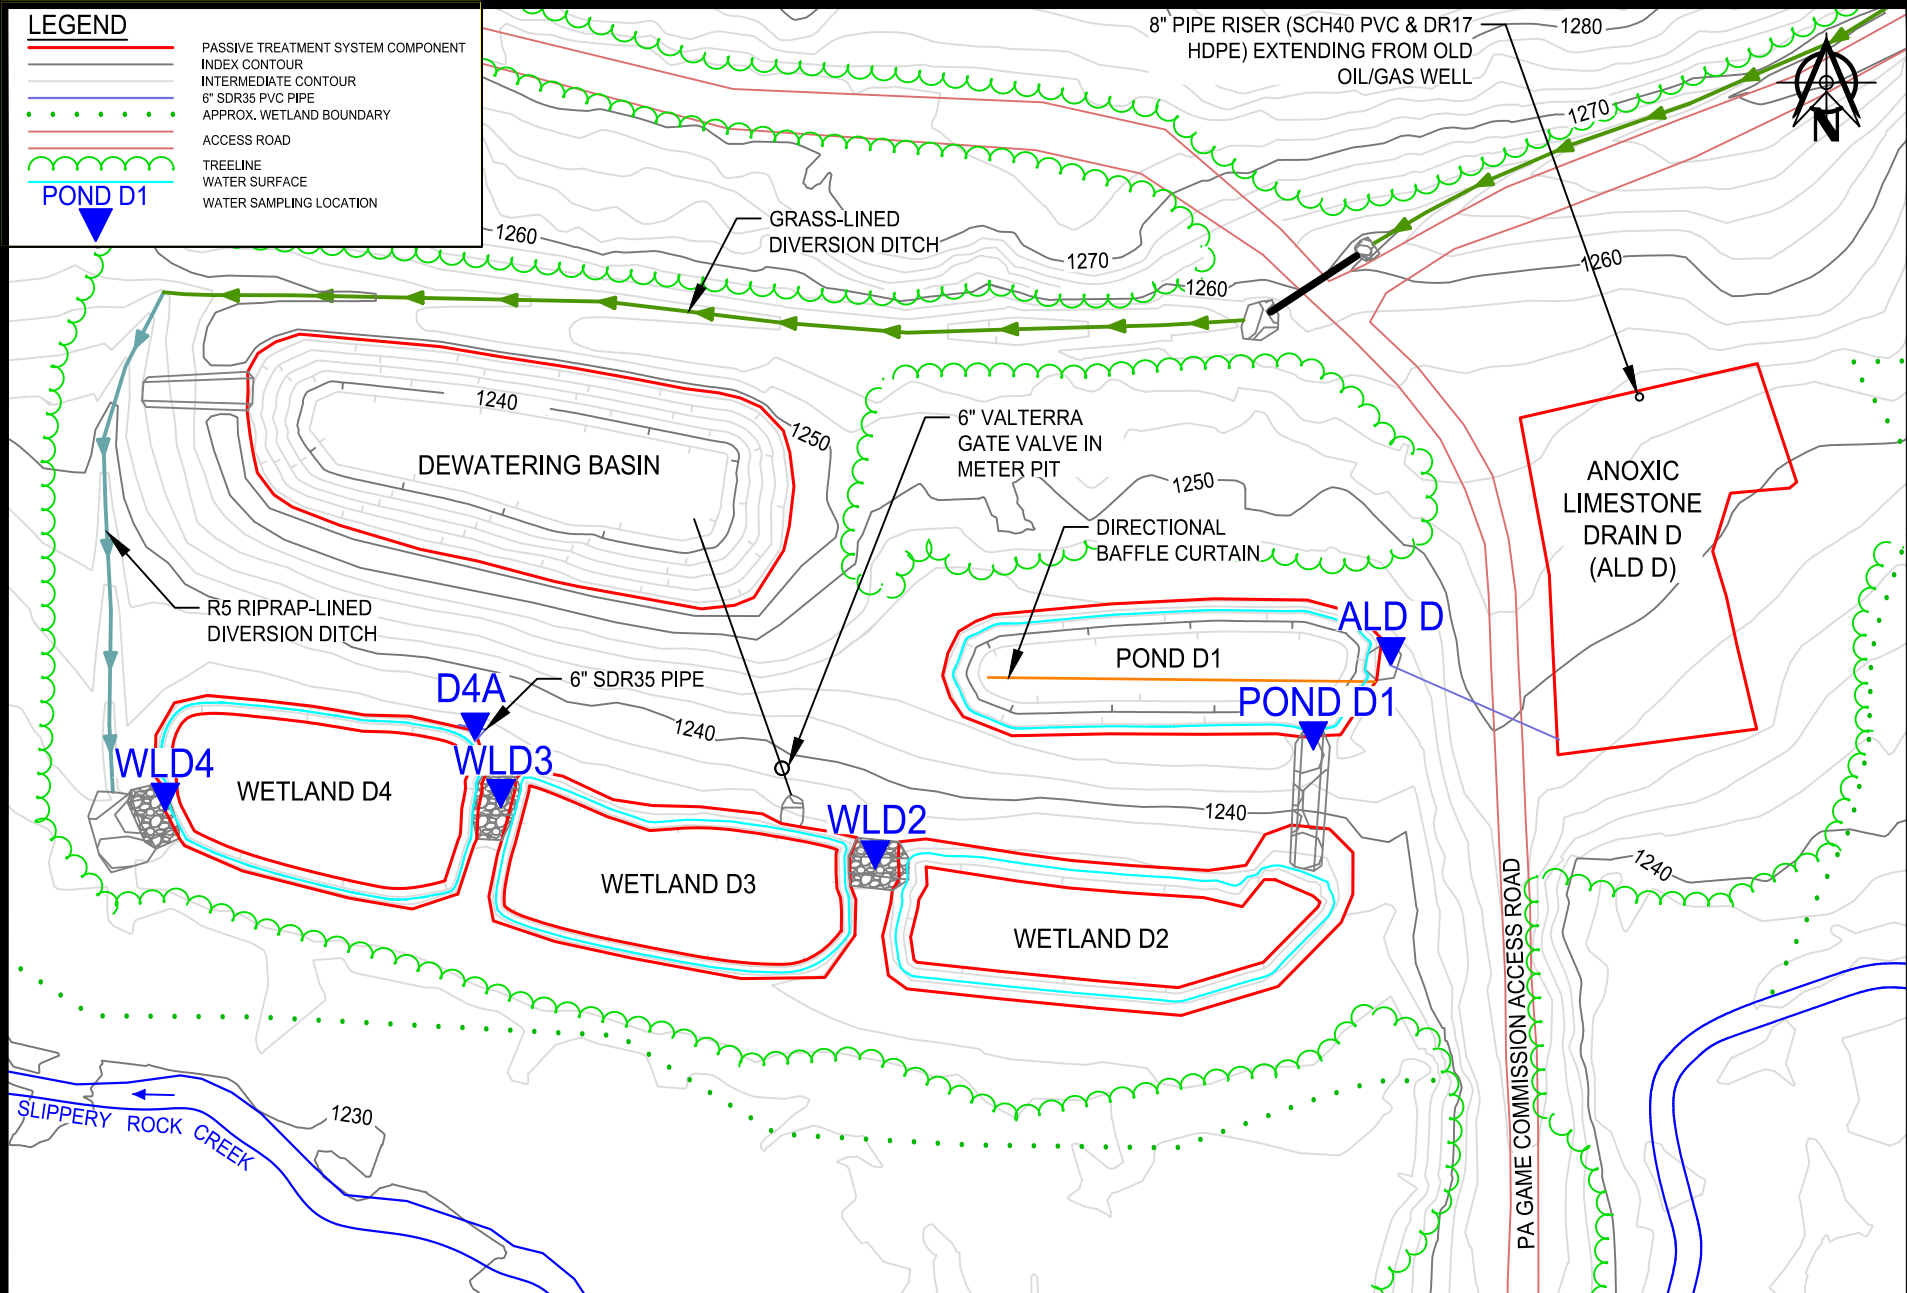 LEGEND
PASSIVE TREATMENT SYSTEM COMPONENT
INDEX CONTOUR
INTERMEDIATE CONTOUR
6" SDR35 PVC PIPE
APPROX. WETLAND BOUNDARY
ACCESS ROAD
TREELINE
WATER SURFACE
POND D1
WATER SAMPLING LOCATION
8" PIPE RISER (SCH40 PVC & DR17
HDPE) EXTENDING FROM OLD
OIL/GAS WELL
1280
1270
N
GRASS-LINED
DIVERSION DITCH
1260
1270
1260
1260
1240
1250
DEWATERING BASIN
6" VALTERRA
GATE VALVE IN
METER PIT
1250
DIRECTIONAL
BAFFLE CURTAIN
ANOXIC
LIMESTONE
DRAIN D
(ALD D)
R5 RIPRAP-LINED
DIVERSION DITCH
ALD D
POND D1
POND D1
6" SDR35 PIPE
D4A
1240
WLD4
WLD3
WETLAND D4
WLD2
1240
1240
WETLAND D3
WETLAND D2
PA GAME COMMISSION ACCESS ROAD
SLIPPERY ROCK CREEK
1230